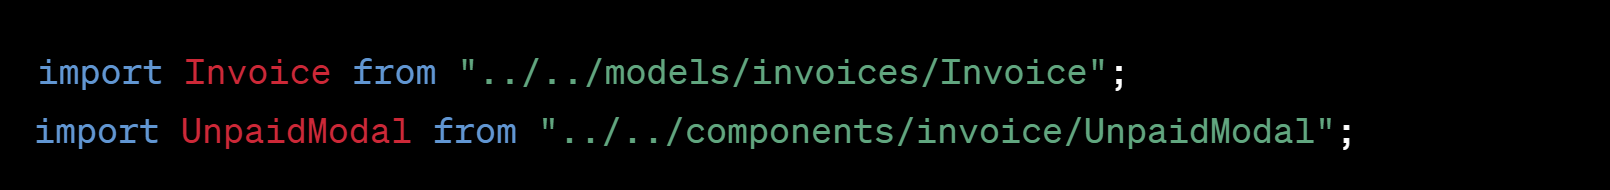 import Invoice from "../../models/invoices/Invoice";
import UnpaidModal from "../../components/invoice/UnpaidModal";